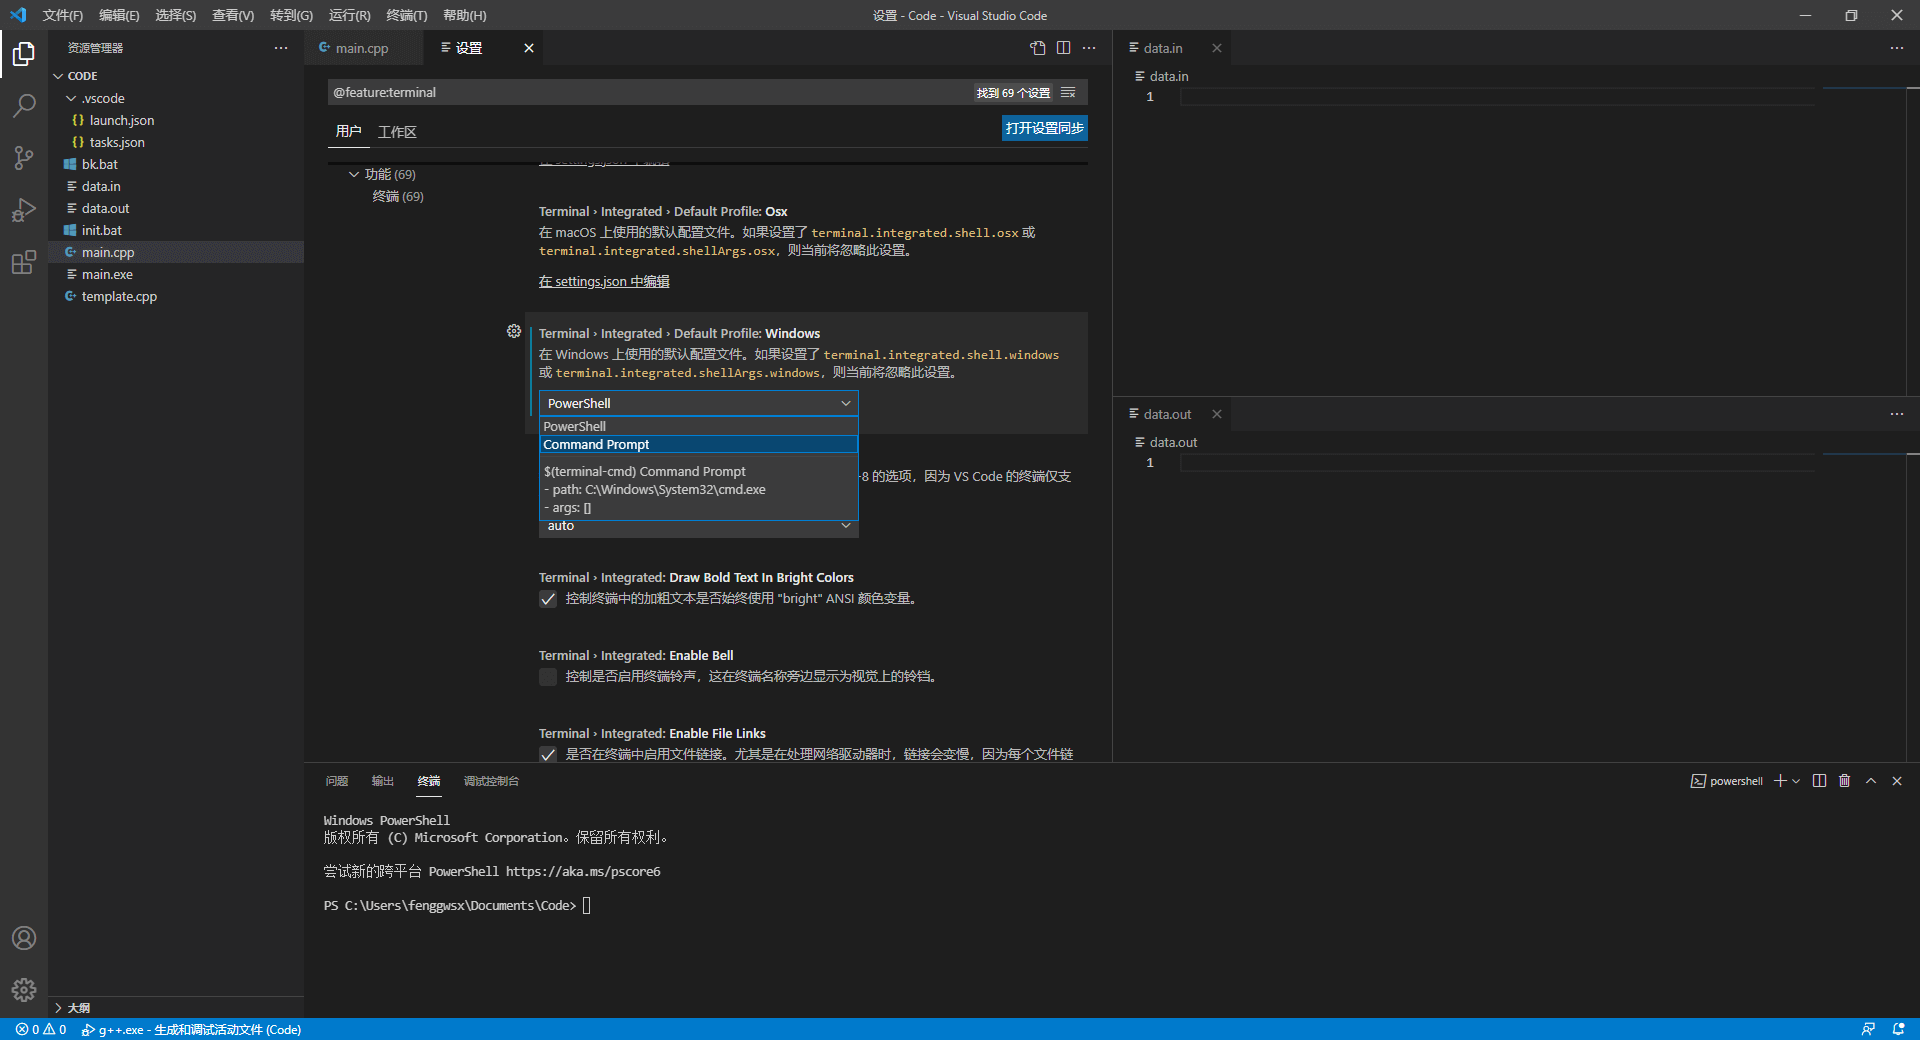 文件(F) 编辑(E) 选择(S) 查看(V) 转到(G) 运行(R) 终端(T) 帮助(H)
设置 - Code - Visual Studio Code
资源管理器
CODE
.vscode
launch.json
tasks.json
bk.bat
data.in
data.out
init.bat
main.cpp
main.exe
template.cpp
大纲
main.cpp
设置
@feature:terminal
找到 69 个设置
用户 工作区
打开设置同步
功能 (69)
终端 (69)
在 settings.json 中编辑
Terminal › Integrated › Default Profile: Osx
在 macOS 上使用的默认配置文件。如果设置了 terminal.integrated.shell.osx 或
terminal.integrated.shellArgs.osx，则当前将忽略此设置。
在 settings.json 中编辑
Terminal › Integrated › Default Profile: Windows
在 Windows 上使用的默认配置文件。如果设置了 terminal.integrated.shell.windows
或 terminal.integrated.shellArgs.windows，则当前将忽略此设置。
PowerShell
PowerShell
Command Prompt
$(terminal-cmd) Command Prompt
- path: C:\Windows\System32\cmd.exe
- args: []
-8 的选项，因为 VS Code 的终端仅支
auto
Terminal › Integrated: Draw Bold Text In Bright Colors
控制终端中的加粗文本是否始终使用 "bright" ANSI 颜色变量。
Terminal › Integrated: Enable Bell
控制是否启用终端铃声，这在终端名称旁边显示为视觉上的铃铛。
Terminal › Integrated: Enable File Links
是否在终端中启用文件链接。尤其是在处理网络驱动器时，链接会变慢，因为每个文件链
data.in
data.in
1
data.out
data.out
1
问题 输出 终端 调试控制台
powershell
Windows PowerShell
版权所有 (C) Microsoft Corporation。保留所有权利。
尝试新的跨平台 PowerShell https://aka.ms/pscore6
PS C:\Users\fenggwsx\Documents\Code>
0 0 g++.exe - 生成和调试活动文件 (Code)